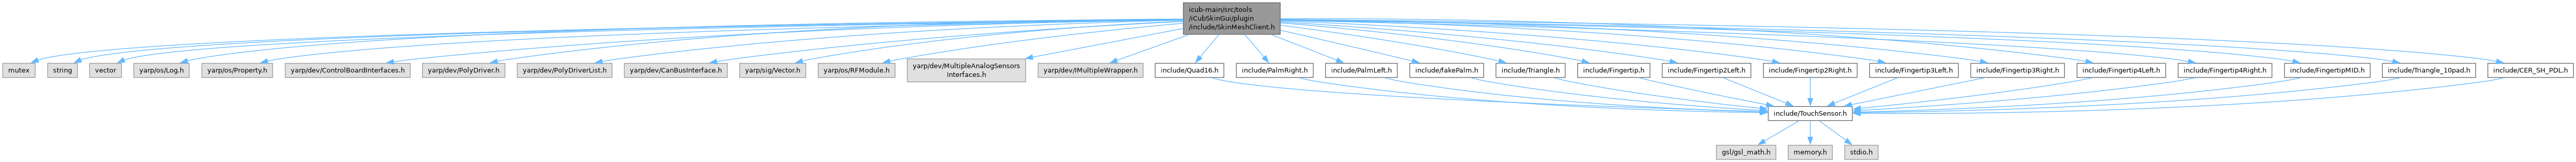 icub-main/src/tools
/iCubSkinGui/plugin
/include/SkinMeshClient.h
mutex
string
vector
yarp/os/Log.h
yarp/os/Property.h
yarp/dev/ControlBoardInterfaces.h
yarp/dev/PolyDriver.h
yarp/dev/PolyDriverList.h
yarp/dev/CanBusInterface.h
yarp/sig/Vector.h
yarp/os/RFModule.h
yarp/dev/MultipleAnalogSensors
Interfaces.h
yarp/dev/IMultipleWrapper.h
include/Quad16.h
include/PalmRight.h
include/PalmLeft.h
include/fakePalm.h
include/Triangle.h
include/Fingertip.h
include/Fingertip2Left.h
include/Fingertip2Right.h
include/Fingertip3Left.h
include/Fingertip3Right.h
include/Fingertip4Left.h
include/Fingertip4Right.h
include/FingertipMID.h
include/Triangle_10pad.h
include/CER_SH_PDL.h
include/TouchSensor.h
gsl/gsl_math.h
memory.h
stdio.h